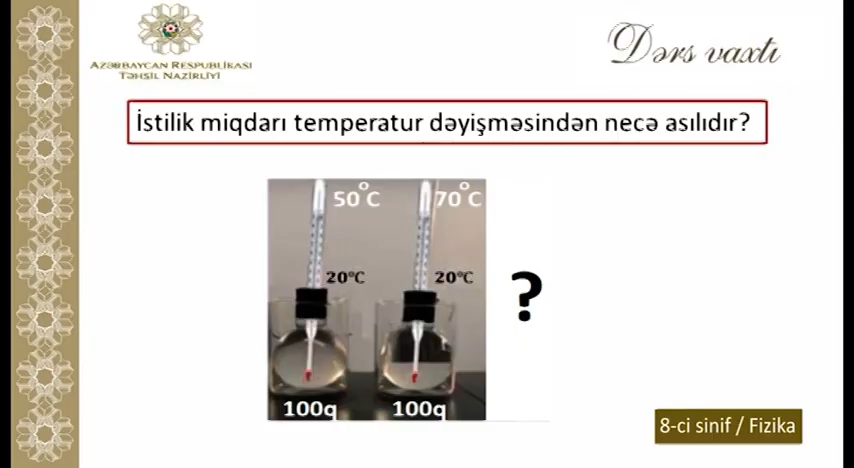 AZƏRBAYCAN RESPUBLİKASI
TƏHSİL NAZİRLİYİ
Dərs vaxtı
İstilik miqdarı temperatur dəyişməsindən necə asılıdır?
50°C 70°C
20°C 20°C
?
100q 100q
8-ci sinif / Fizika